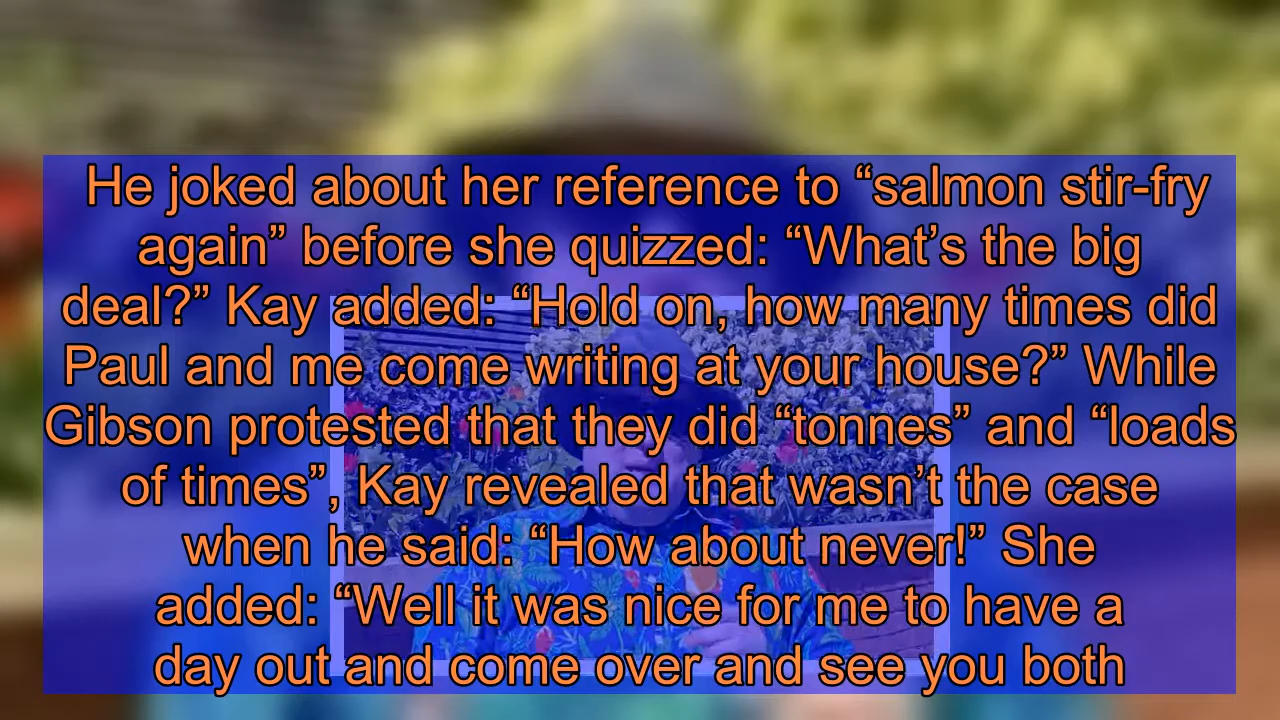 He joked about her reference to “salmon stir-fry
again” before she quizzed: “What’s the big
deal?” Kay added: “Hold on, how many times did
Paul and me come writing at your house?” While
Gibson protested that they did “tonnes” and “loads
of times”, Kay revealed that wasn’t the case
when he said: “How about never!” She
added: “Well it was nice for me to have a
day out and come over and see you both